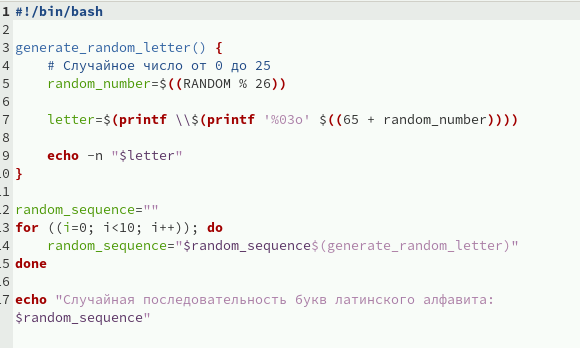 1 #!/bin/bash
2
3 generate_random_letter() {
4     # Случайное число от 0 до 25
5     random_number=$((RANDOM % 26))
6
7     letter=$(printf \\$(printf '%03o' $((65 + random_number))))
8
9     echo -n "$letter"
10 }
11
12 random_sequence=""
13 for ((i=0; i<10; i++)); do
14     random_sequence="$random_sequence$(generate_random_letter)"
15 done
16
17 echo "Случайная последовательность букв латинского алфавита:
$random_sequence"